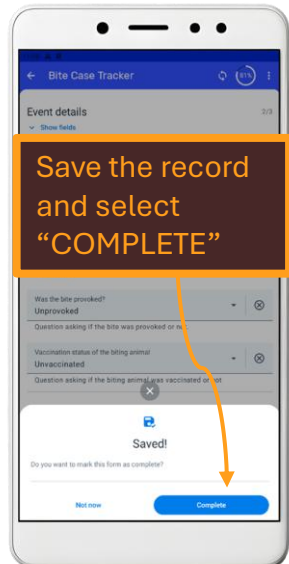 Bite Case Tracker
81%
Event details
2/3
Show fields
Save the record
and select
“COMPLETE”
Was the bite provoked?
Unprovoked
Question asking if the bite was provoked or not
Vaccination status of the biting animal
Unvaccinated
Question asking if the biting animal was vaccinated or not
Saved!
Do you want to mark this form as complete?
Not now
Complete